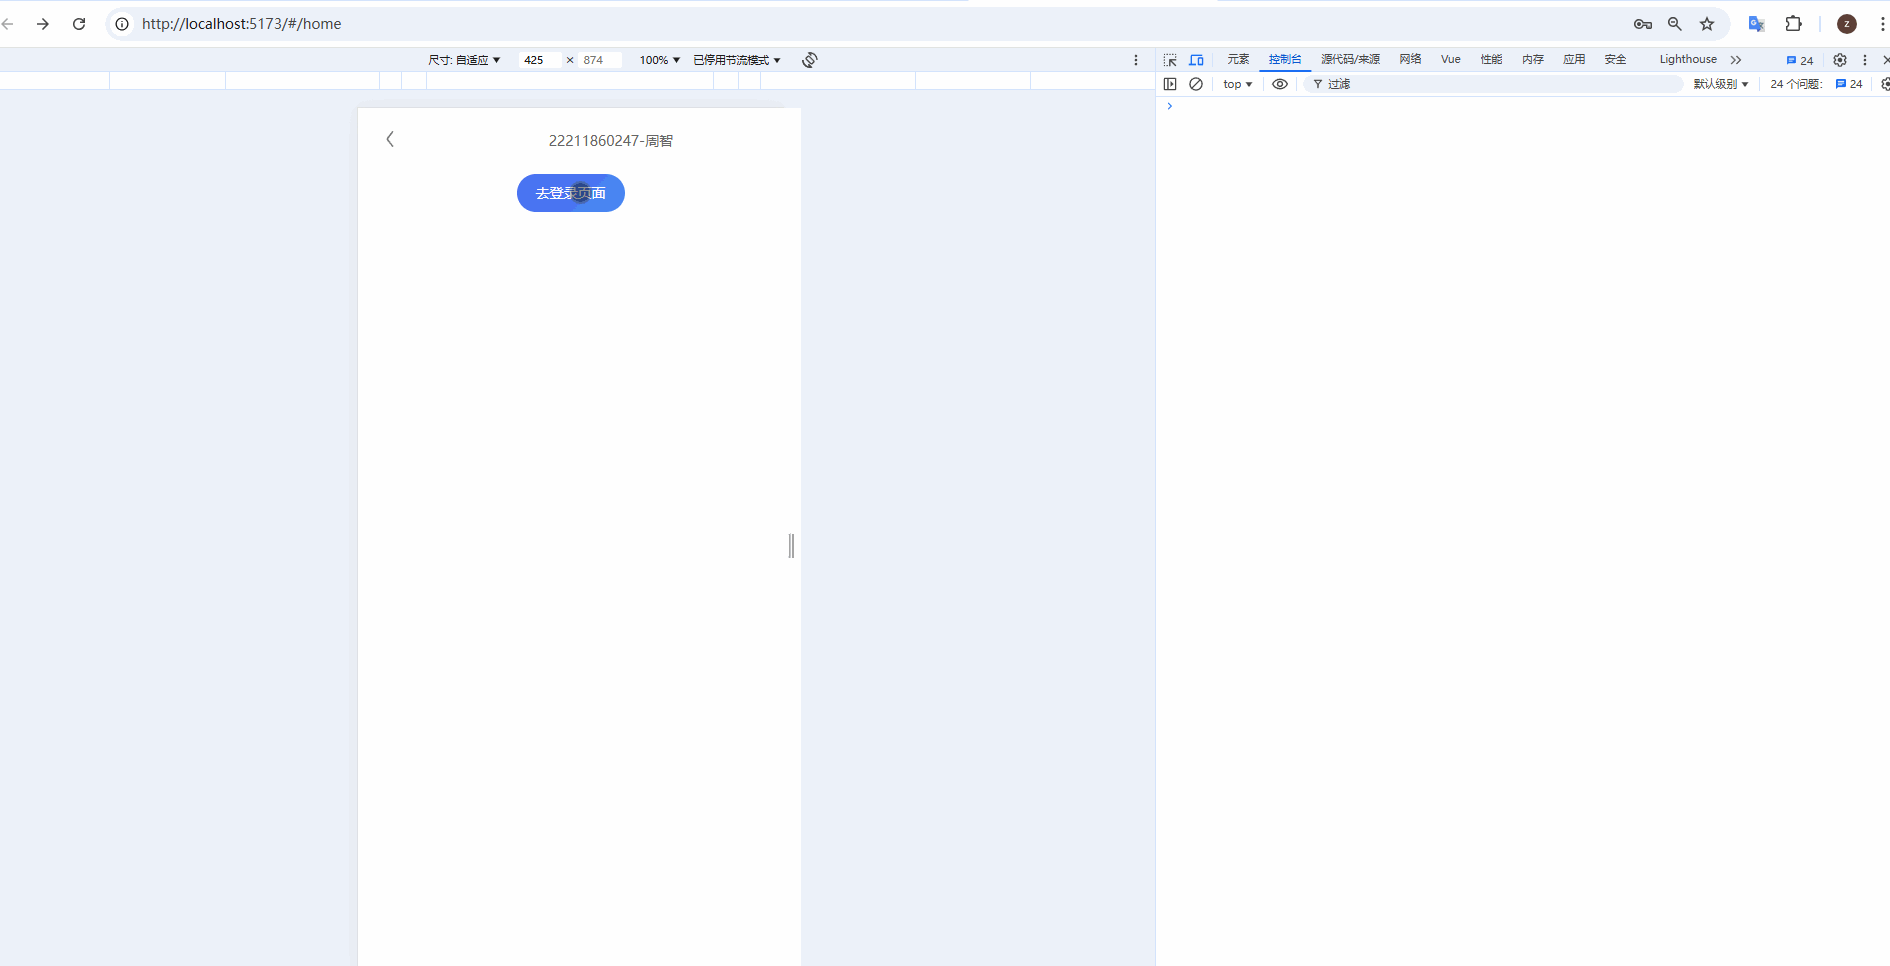 http://localhost:5173/#/home
z
尺寸: 自适应 ▼ 425 × 874 100% ▼ 已停用节流模式 ▼
元素 控制台 源代码/来源 网络 Vue 性能 内存 应用 安全 Lighthouse 24
top ▼ 过滤 默认级别 ▼ 24 个问题: 24
22211860247-周智
去登录页面